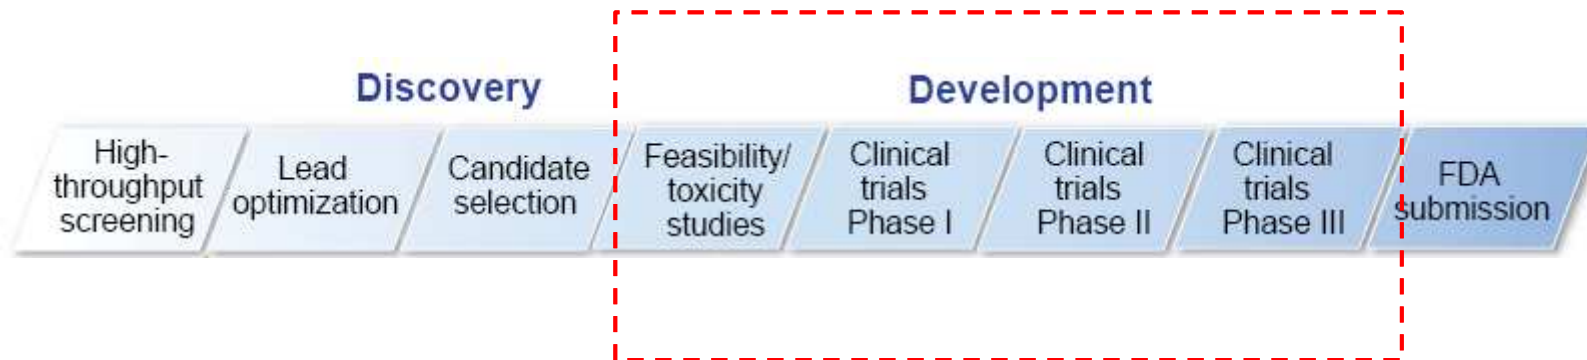 Discovery
Development
High-
throughput
screening
Lead
optimization
Candidate
selection
Feasibility/
toxicity
studies
Clinical
trials
Phase I
Clinical
trials
Phase II
Clinical
trials
Phase III
FDA
submission